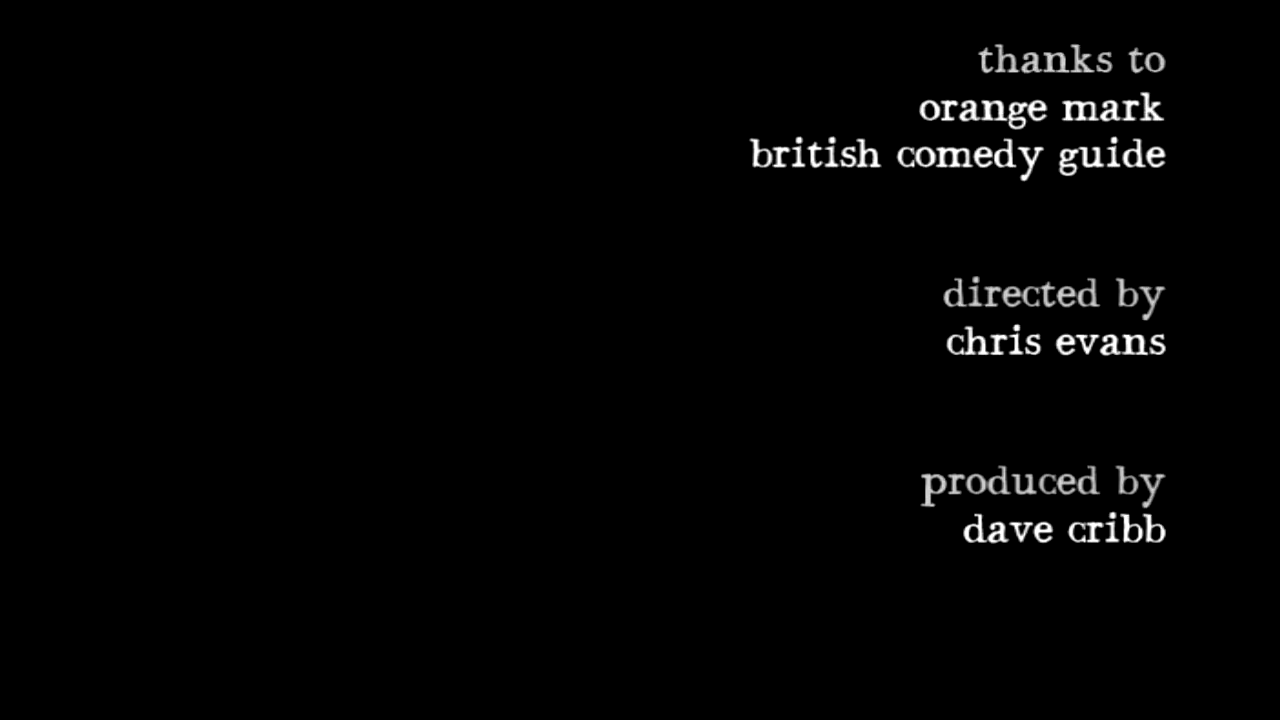 thanks to
orange mark
british comedy guide
directed by
chris evans
produced by
dave cribb